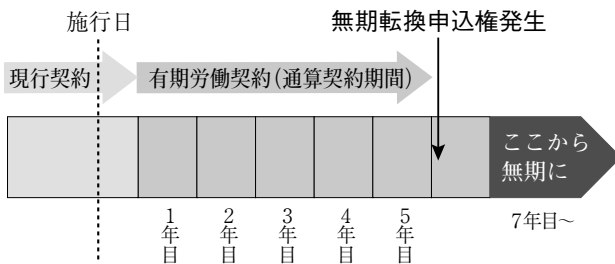 施行日
無期転換申込権発生
現行契約
有期労働契約(通算契約期間)
ここから
無期に
1年目
2年目
3年目
4年目
5年目
7年目〜